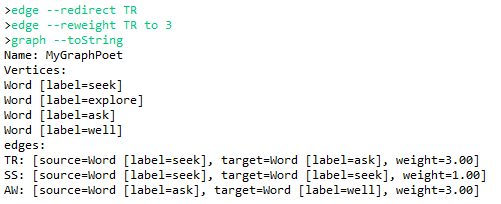 >edge --redirect TR
>edge --reweight TR to 3
>graph --toString
Name: MyGraphPoet
Vertices:
Word [label=seek]
Word [label=explore]
Word [label=ask]
Word [label=well]
edges:
TR: [source=Word [label=seek], target=Word [label=ask], weight=3.00]
SS: [source=Word [label=seek], target=Word [label=seek], weight=1.00]
AW: [source=Word [label=ask], target=Word [label=well], weight=3.00]